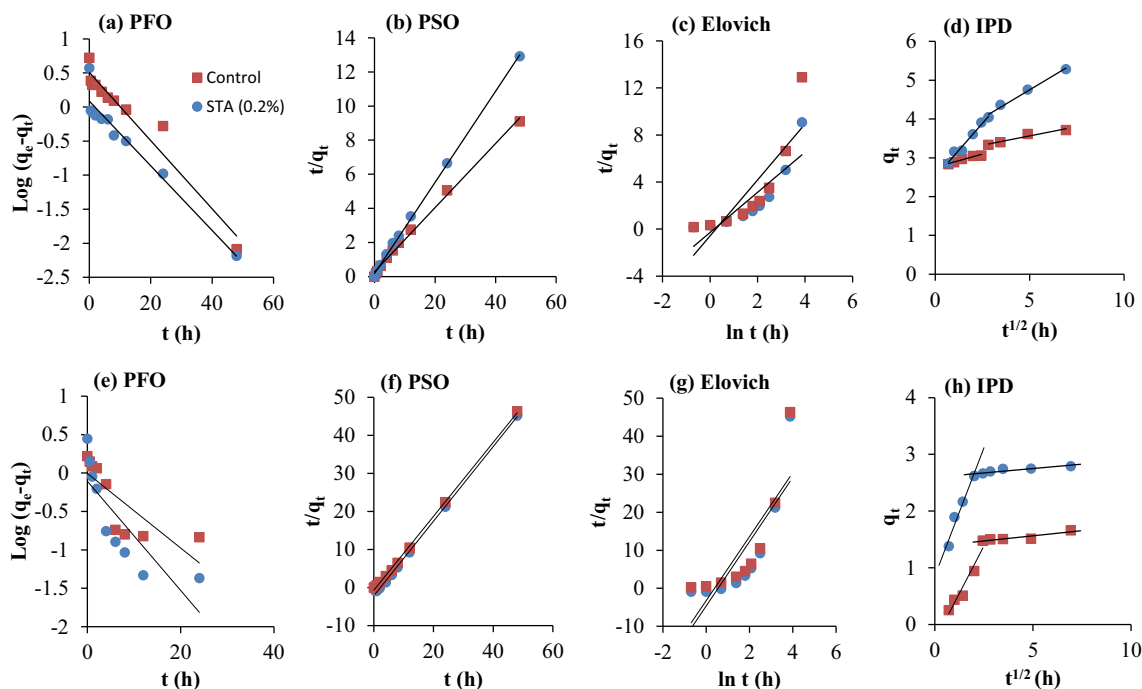 (a) PFO
1
0.5
0
-0.5
-1
-1.5
-2
-2.5
0 20 40 60
Log (qe-qt)
t (h)
Control
STA (0.2%)
(b) PSO
16
14
12
10
8
6
4
2
0
0 20 40 60
t/qt
t (h)
(c) Elovich
16
12
8
4
0
-4
-2 0 2 4 6
t/qt
ln t (h)
(d) IPD
6
5
4
3
2
1
0
0 5 10
qt
t1/2 (h)
(e) PFO
1
0.5
0
-0.5
-1
-1.5
-2
0 20 40
Log (qe-qt)
t (h)
(f) PSO
50
40
30
20
10
0
-10
0 20 40 60
t/qt
t (h)
(g) Elovich
50
40
30
20
10
0
-10
-2 0 2 4 6
t/qt
ln t (h)
(h) IPD
4
3
2
1
0
0 5 10
qt
t1/2 (h)